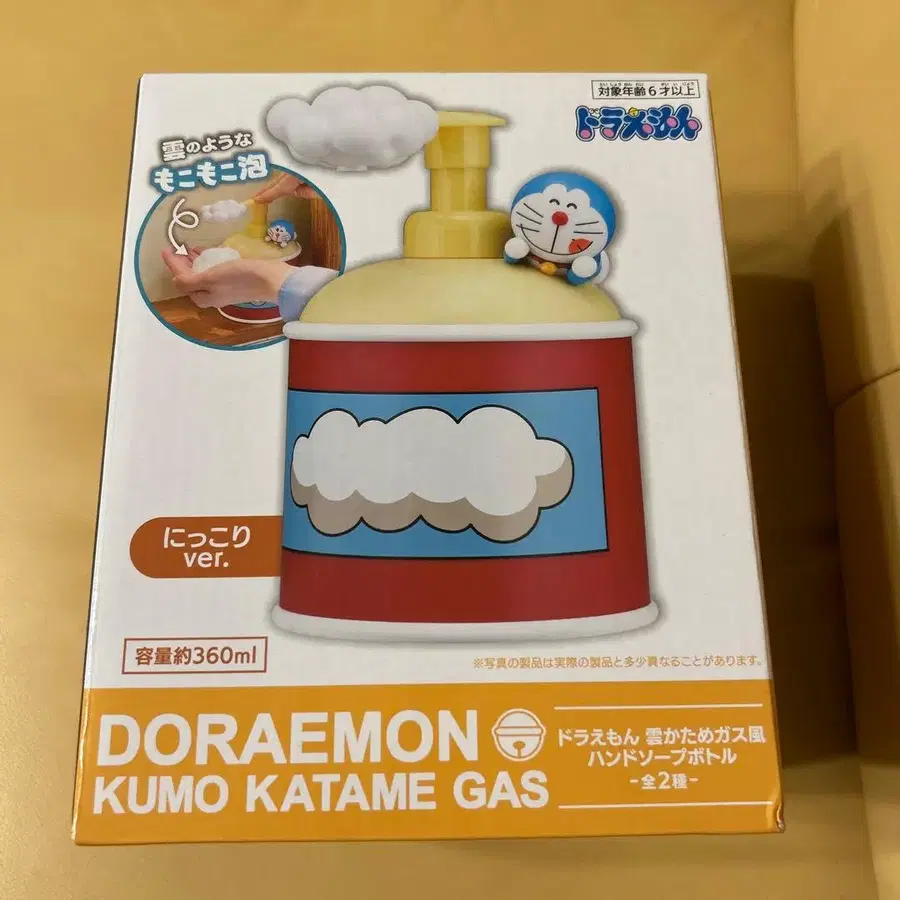 対象年齢6才以上
ドラえもん
雲のような
もこもこ泡
にっこり
ver.
容量約360ml
※写真の製品は実際の製品と多少異なることがあります。
DORAEMON
KUMO KATAME GAS
ドラえもん 雲かためガス風
ハンドソープボトル
-全2種-